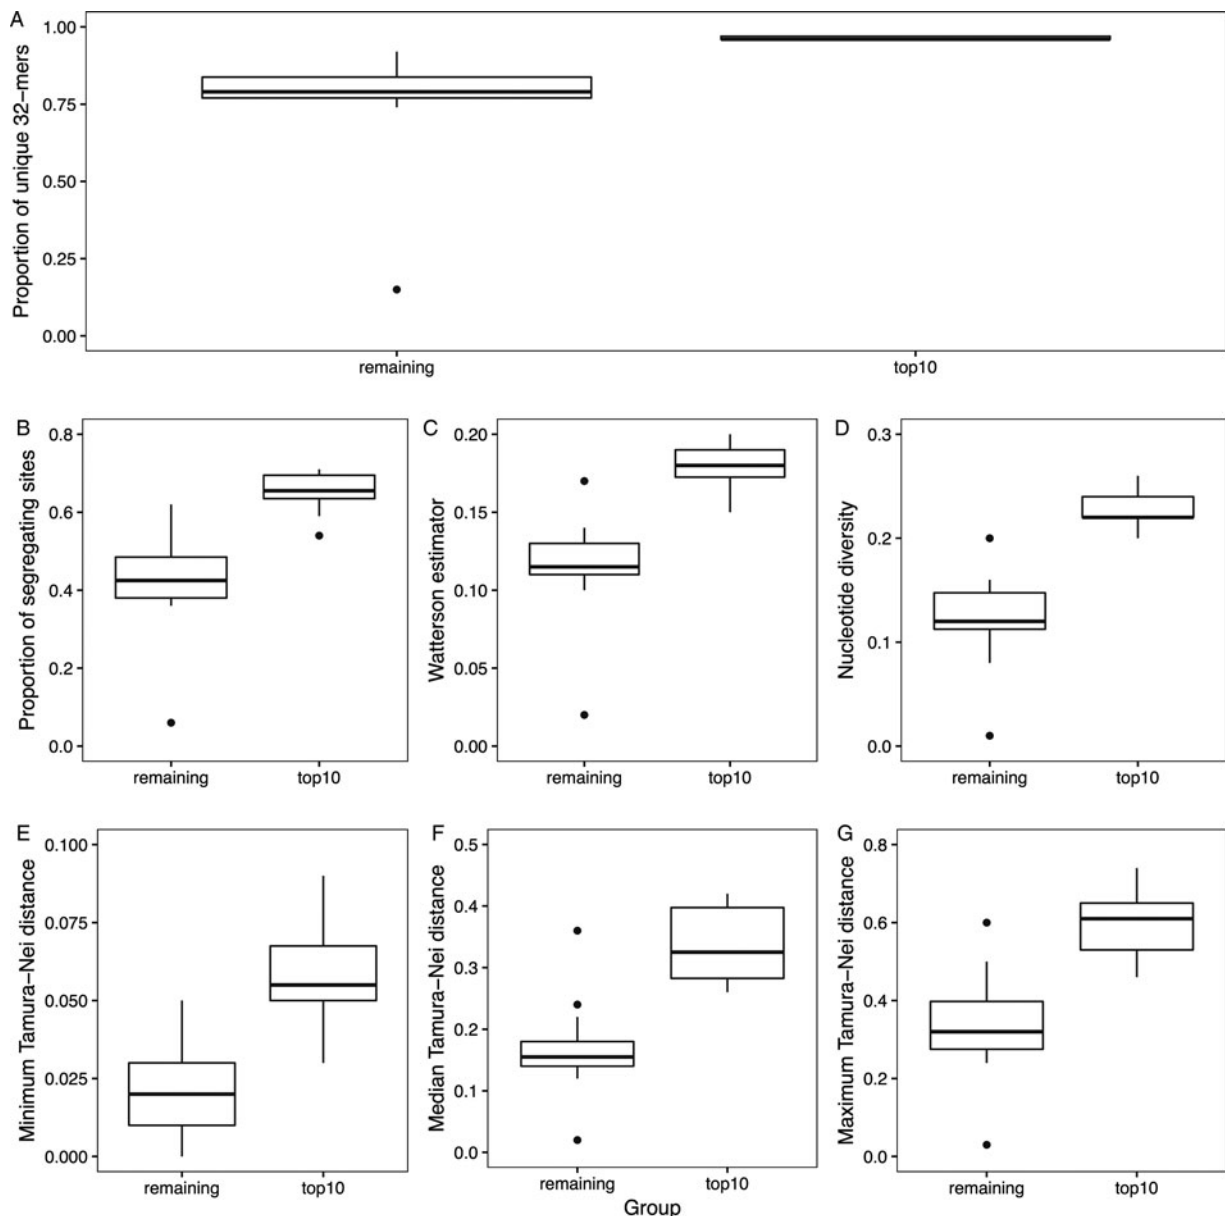 A
Proportion of unique 32-mers
1.00
0.75
0.50
0.25
0.00
remaining top10
B
Proportion of segregating sites
0.8
0.6
0.4
0.2
0.0
remaining top10
C
Watterson estimator
0.20
0.15
0.10
0.05
0.00
remaining top10
D
Nucleotide diversity
0.3
0.2
0.1
0.0
remaining top10
E
Minimum Tamura-Nei distance
0.100
0.075
0.050
0.025
0.000
remaining top10
F
Median Tamura-Nei distance
0.5
0.4
0.3
0.2
0.1
0.0
remaining top10
G
Maximum Tamura-Nei distance
0.8
0.6
0.4
0.2
0.0
remaining top10
Group